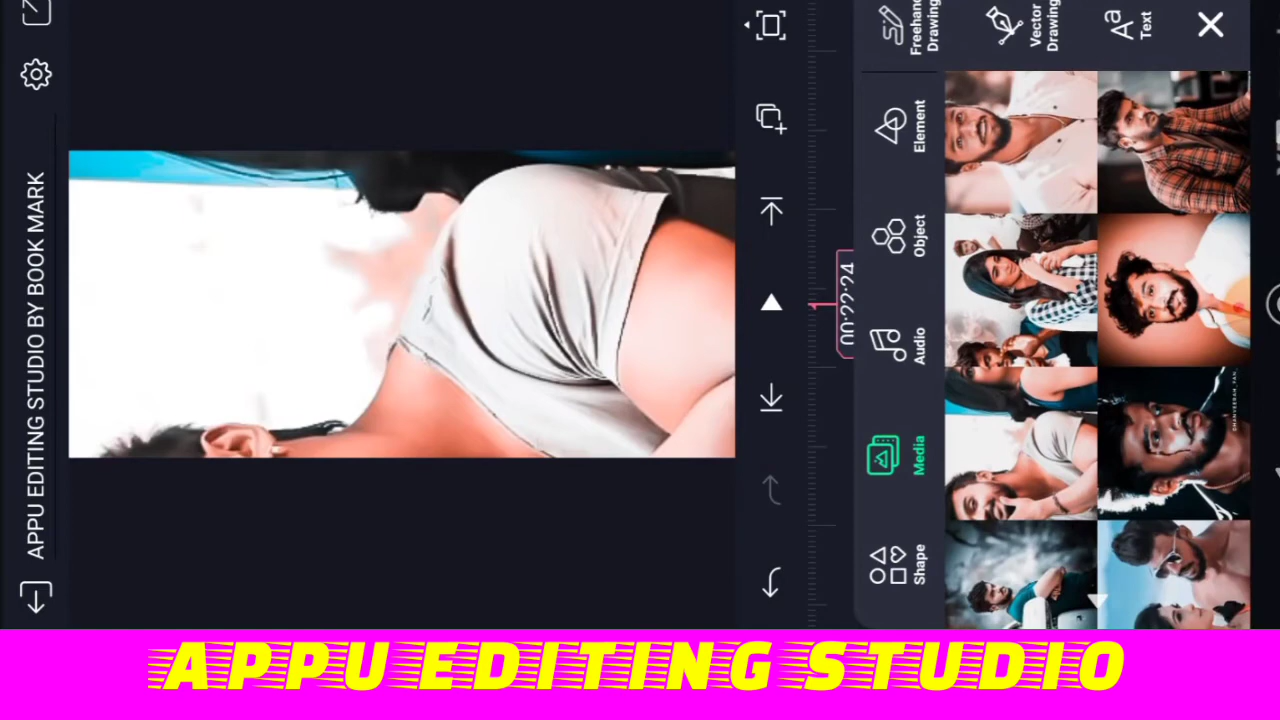 APPU EDITING STUDIO BY BOOK MARK
00:22:24
Freehand
Drawing
Vector
Drawing
Aa
Text
Element
Object
Audio
Media
Shape
APPU EDITING STUDIO